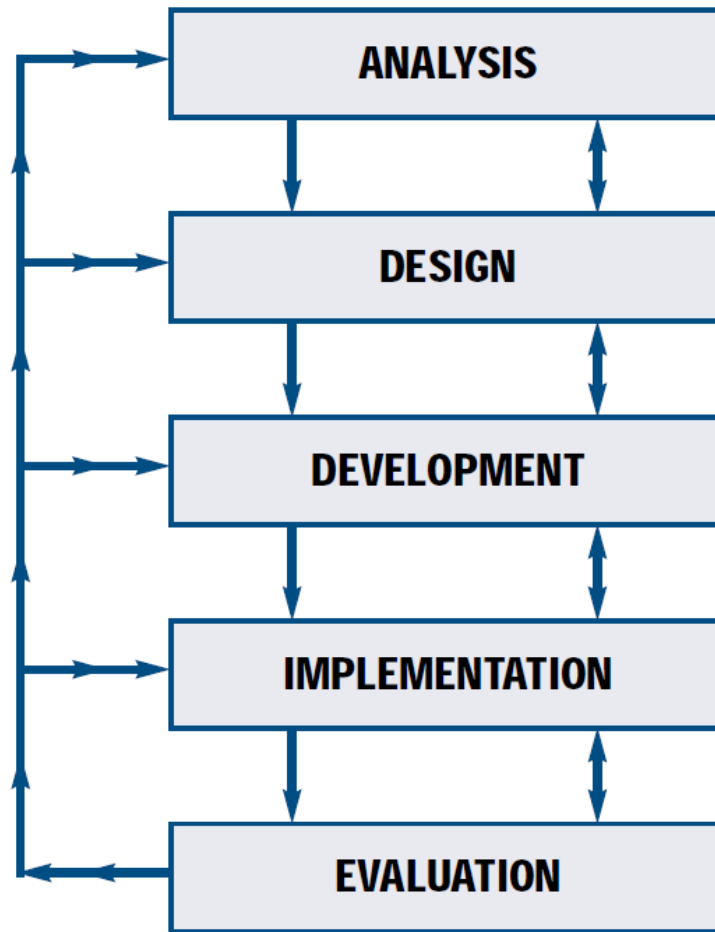 ANALYSIS
DESIGN
DEVELOPMENT
IMPLEMENTATION
EVALUATION